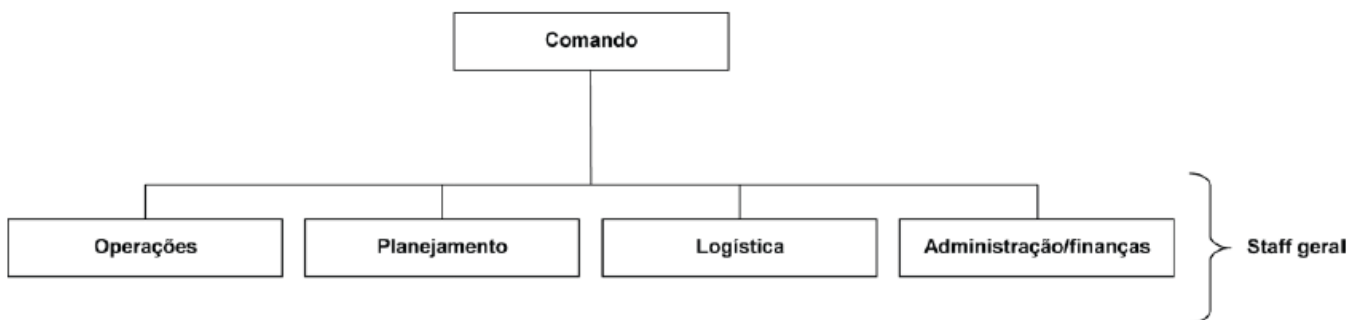 Comando
Operações
Planejamento
Logística
Administração/finanças
Staff geral